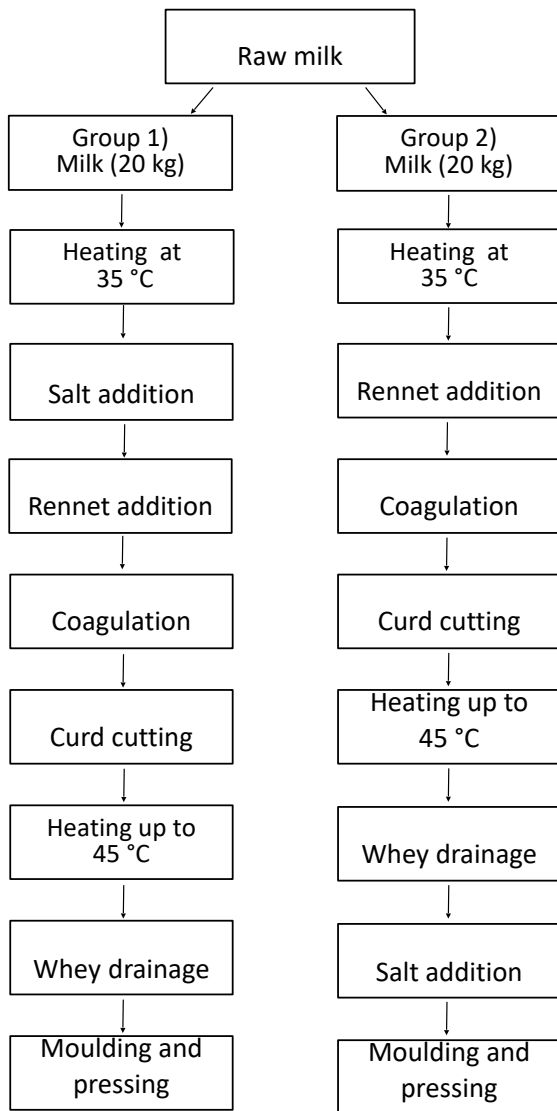 Raw milk
Group 1)
Milk (20 kg)
Heating at
35 °C
Salt addition
Rennet addition
Coagulation
Curd cutting
Heating up to
45 °C
Whey drainage
Moulding and
pressing
Group 2)
Milk (20 kg)
Heating at
35 °C
Rennet addition
Coagulation
Curd cutting
Heating up to
45 °C
Whey drainage
Salt addition
Moulding and
pressing